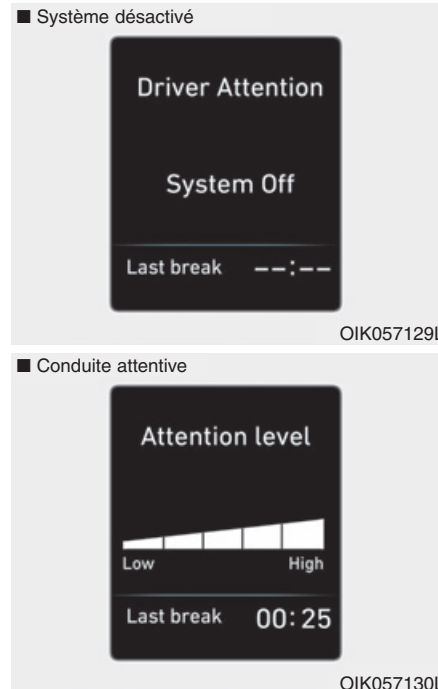 ■ Système désactivé
Driver Attention
System Off
Last break --:--
OIK057129L
■ Conduite attentive
Attention level
Low High
Last break 00:25
OIK057130L